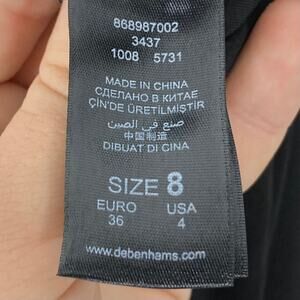 868987002
3437
1008 5731
MADE IN CHINA
СДЕЛАНО В КИТАЕ
ÇİN'DE ÜRETİLMİŞTİR
صنع في الصين
中国制造
DIBUAT DI CINA
SIZE 8
EURO USA
36 4
www.debenhams.com